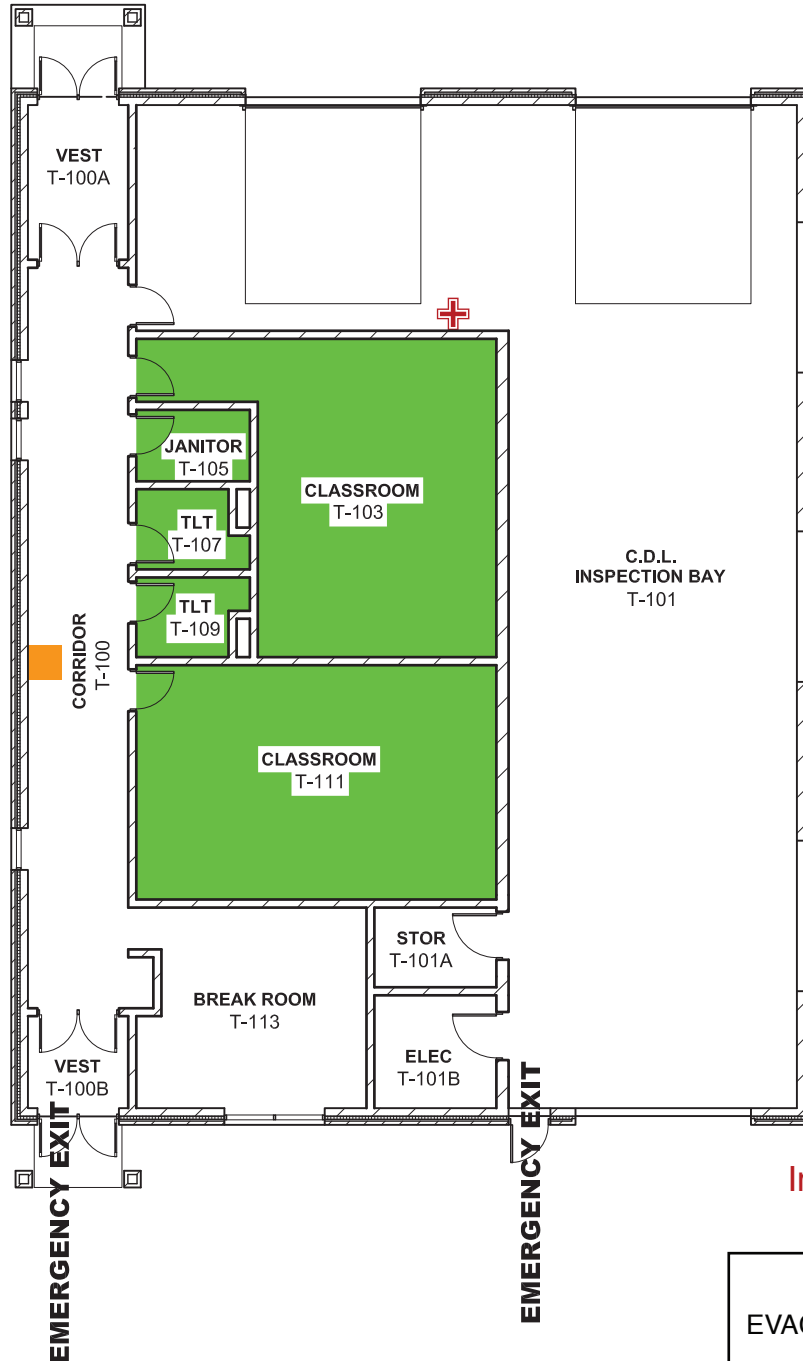 VEST
T-100A
JANITOR
T-105
CLASSROOM
T-103
TLT
T-107
C.D.L.
INSPECTION BAY
T-101
TLT
T-109
CORRIDOR
T-100
CLASSROOM
T-111
STOR
T-101A
BREAK ROOM
T-113
ELEC
T-101B
VEST
T-100B
EMERGENCY EXIT
EMERGENCY EXIT